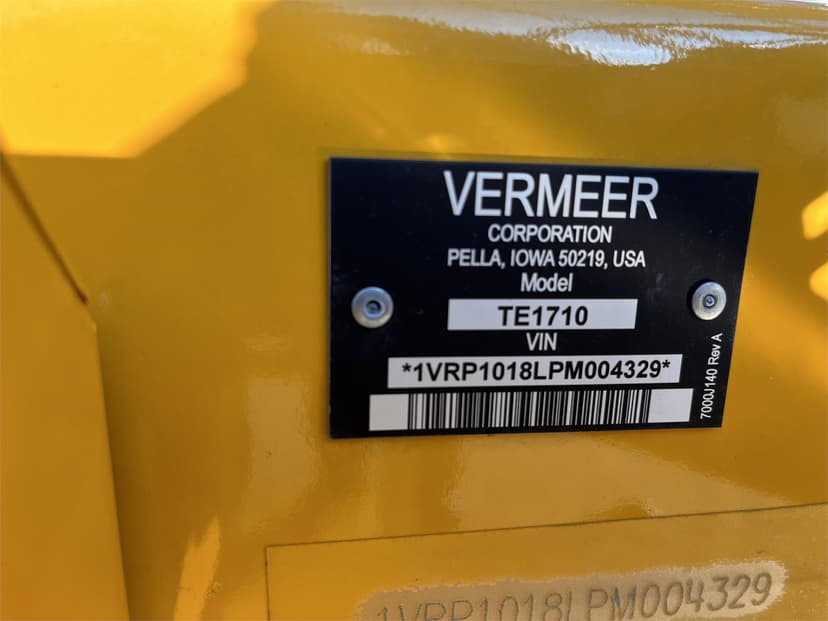 VERMEER
CORPORATION
PELLA, IOWA 50219, USA
Model
TE1710
VIN
*1VRP1018LPM004329*
7000J140 Rev A
1VRP1018LPM004329